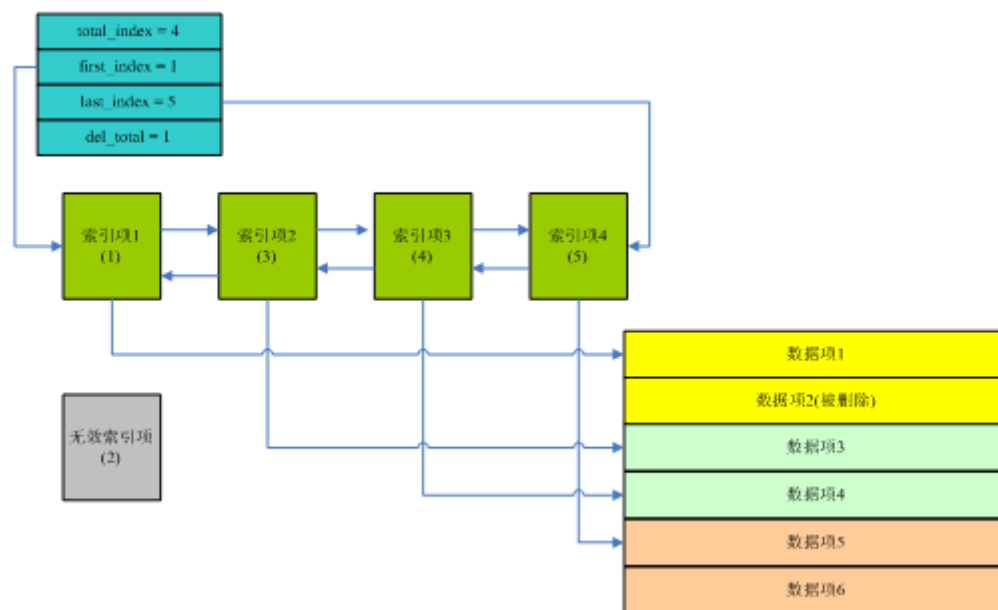 total_index = 4
first_index = 1
last_index = 5
del_total = 1
索引项1
(1)
索引项2
(3)
索引项3
(4)
索引项4
(5)
数据项1
数据项2(被删除)
无效索引项
(2)
数据项3
数据项4
数据项5
数据项6